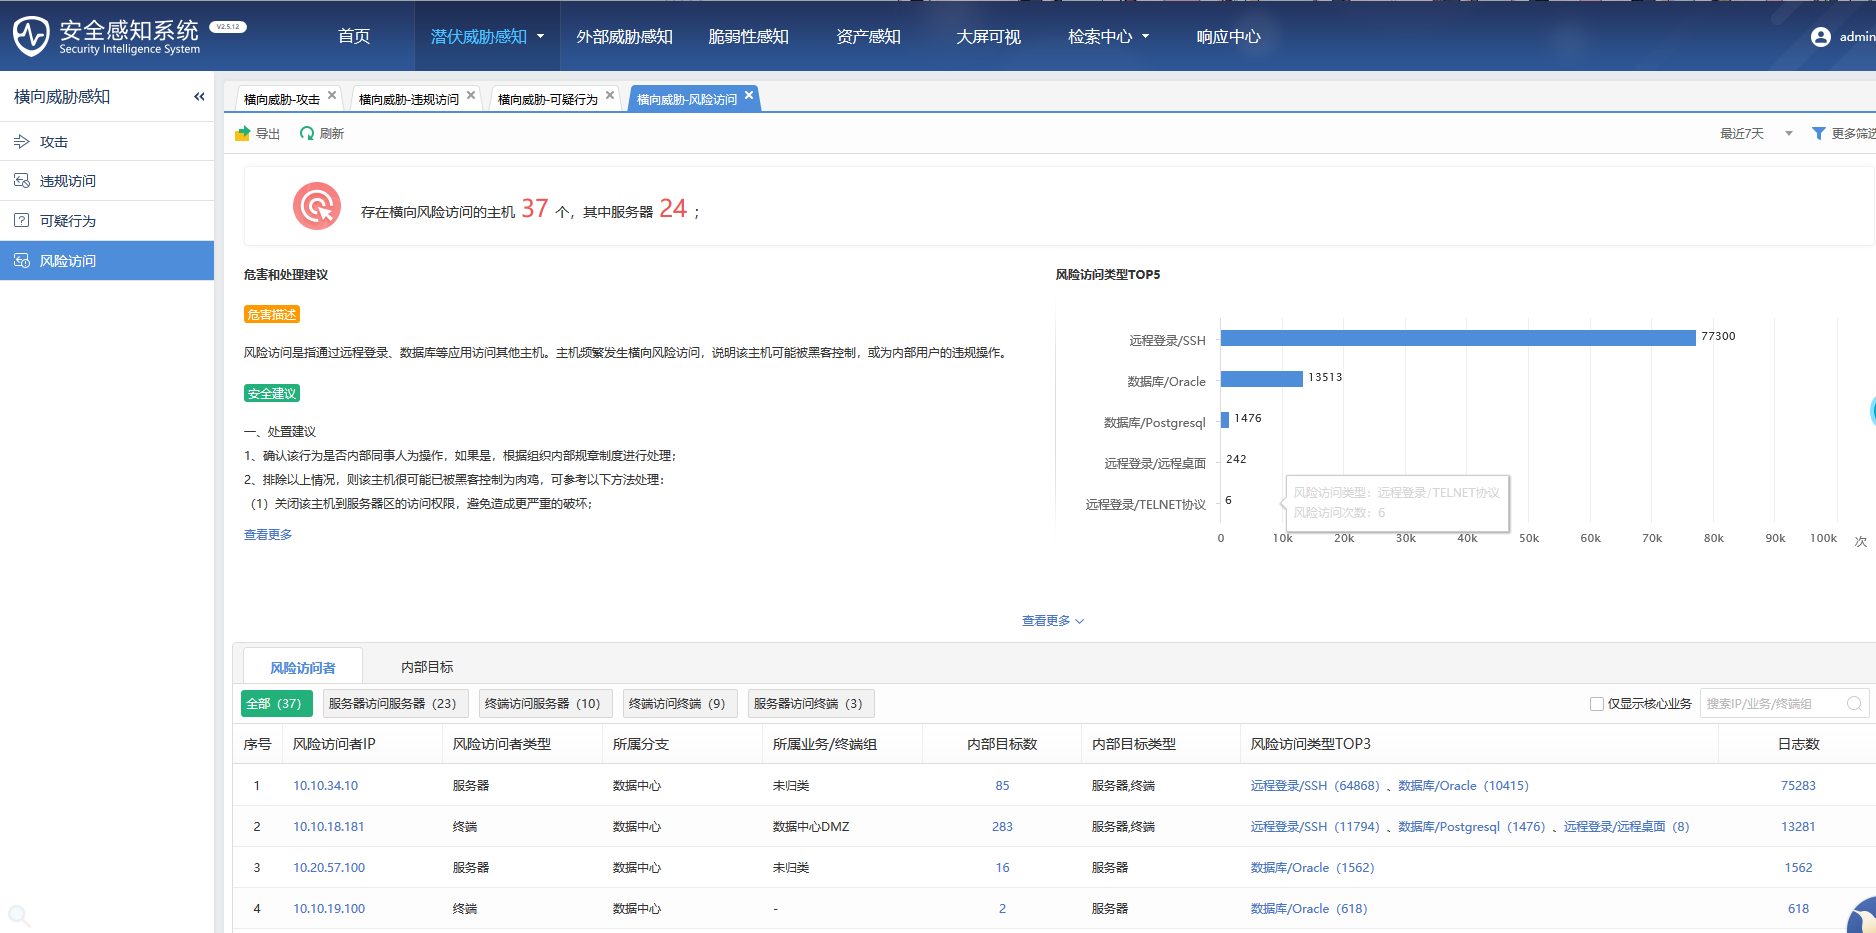 安全感知系统 V2.5.12
Security Intelligence System
首页 潜伏威胁感知 外部威胁感知 脆弱性感知 资产感知 大屏可视 检索中心 响应中心
admin
横向威胁感知 «
攻击
违规访问
可疑行为
风险访问
横向威胁-攻击 × 横向威胁-违规访问 × 横向威胁-可疑行为 × 横向威胁-风险访问 ×
导出 刷新 最近7天 更多筛选
存在横向风险访问的主机 37 个，其中服务器 24 ；
危害和处理建议
危害描述
风险访问是指通过远程登录、数据库等应用访问其他主机。主机频繁发生横向风险访问，说明该主机可能被黑客控制，或为内部用户的违规操作。
安全建议
一、处置建议
1、确认该行为是否内部同事人为操作，如果是，根据组织内部规章制度进行处理；
2、排除以上情况，则该主机很可能已被黑客控制为肉鸡，可参考以下方法处理：
（1）关闭该主机到服务器区的访问权限，避免造成更严重的破坏；
查看更多
风险访问类型TOP5
远程登录/SSH 77300
数据库/Oracle 13513
数据库/Postgresql 1476
远程登录/远程桌面 242
远程登录/TELNET协议 6
风险访问类型：远程登录/TELNET协议
风险访问次数：6
0 10k 20k 30k 40k 50k 60k 70k 80k 90k 100k 次
查看更多
风险访问者 内部目标
全部（37） 服务器访问服务器（23） 终端访问服务器（10） 终端访问终端（9） 服务器访问终端（3） 仅显示核心业务 搜索IP/业务/终端组
序号 风险访问者IP 风险访问者类型 所属分支 所属业务/终端组 内部目标数 内部目标类型 风险访问类型TOP3 日志数
1 10.10.34.10 服务器 数据中心 未归类 85 服务器,终端 远程登录/SSH（64868）、数据库/Oracle（10415） 75283
2 10.10.18.181 终端 数据中心 数据中心DMZ 283 服务器,终端 远程登录/SSH（11794）、数据库/Postgresql（1476）、远程登录/远程桌面（8） 13281
3 10.20.57.100 服务器 数据中心 未归类 16 服务器 数据库/Oracle（1562） 1562
4 10.10.19.100 终端 数据中心 - 2 服务器 数据库/Oracle（618） 618